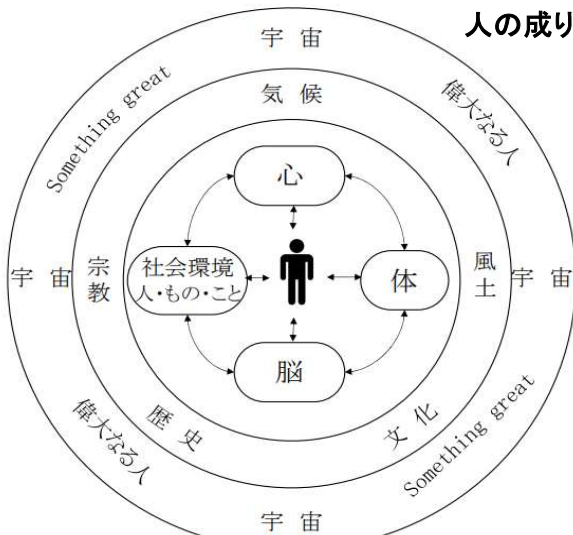 人の成り
宇宙
Something great
偉大なる人
気候
心
宇宙
宗教
社会環境
人・もの・こと
体
風土
宇宙
脳
歴史
文化
偉大なる人
Something great
宇宙